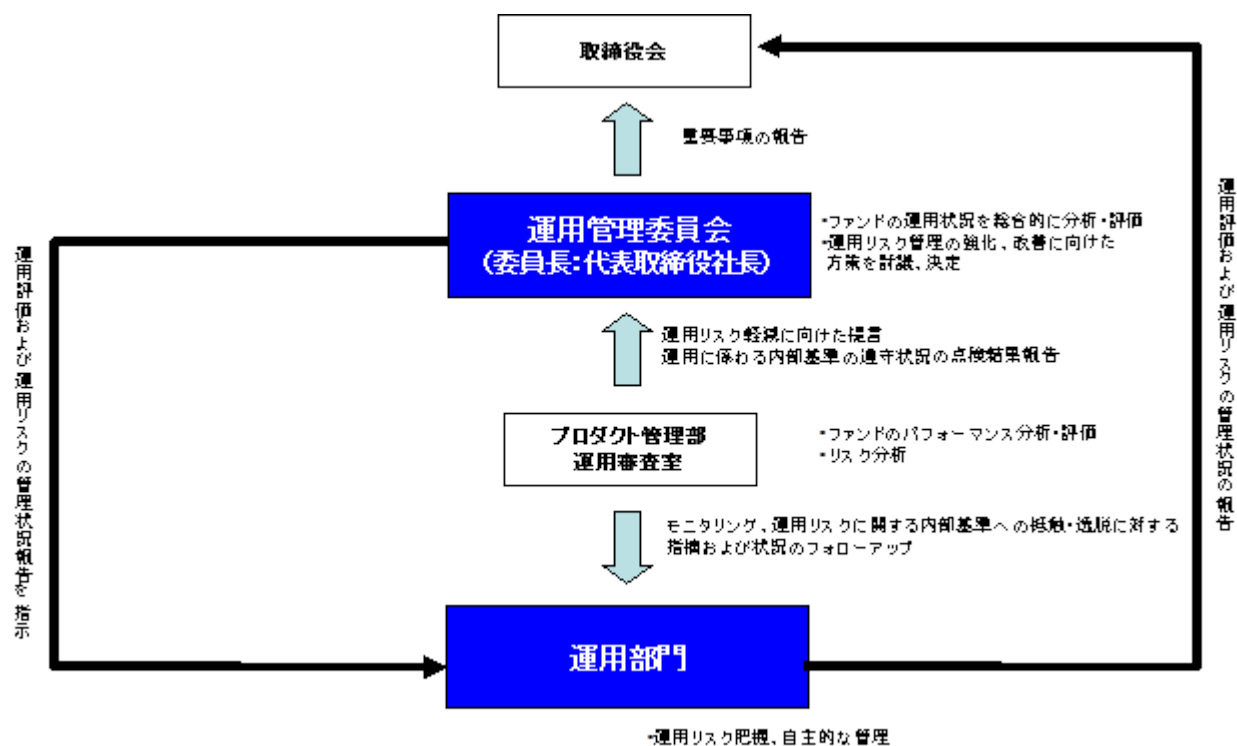 取締役会
重要事項の報告
運用管理委員会
(委員長:代表取締役社長)
・ファンドの運用状況を総合的に分析・評価
・運用リスク管理の強化、改善に向けた
方策を討議、決定
運用リスク軽減に向けた提言
運用に係わる内部基準の遵守状況の点検結果報告
プロダクト管理部
運用審査室
・ファンドのパフォーマンス分析・評価
・リスク分析
モニタリング、運用リスクに関する内部基準への抵触・逸脱に対する
指摘および状況のフォローアップ
運用部門
・運用リスク把握、自主的な管理
運用評価および運用リスクの管理状況報告を指示
運用評価および運用リスクの管理状況の報告